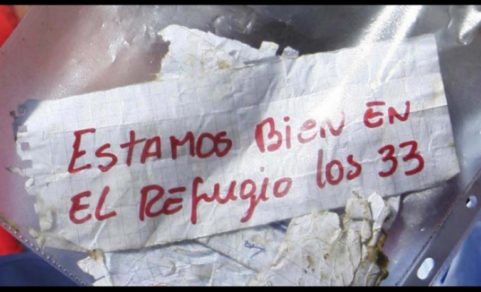 ESTAMOS BIEN EN
EL REFUGIO los 33